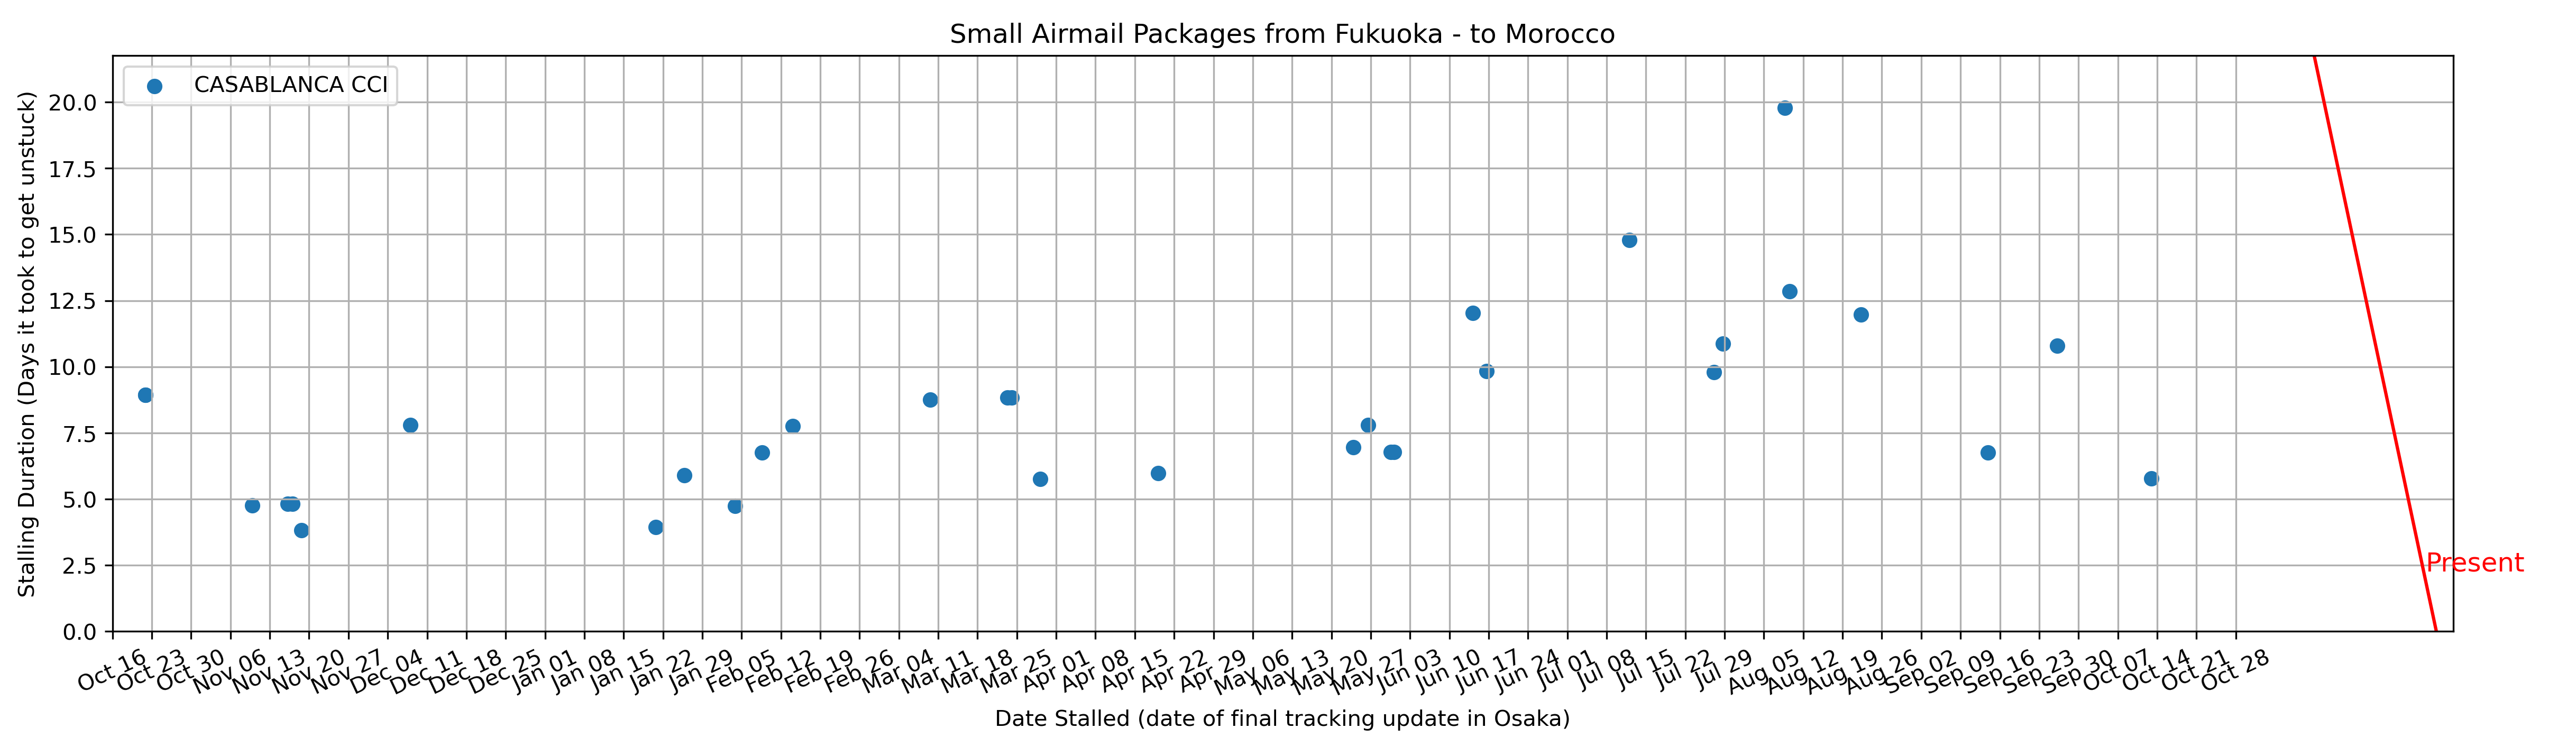 Small Airmail Packages from Fukuoka - to Morocco
CASABLANCA CCI
Stalling Duration (Days it took to get unstuck)
20.0
17.5
15.0
12.5
10.0
7.5
5.0
2.5
0.0
Present
Oct 16
Oct 23
Oct 30
Nov 06
Nov 13
Nov 20
Nov 27
Dec 04
Dec 11
Dec 18
Dec 25
Jan 01
Jan 08
Jan 15
Jan 22
Jan 29
Feb 05
Feb 12
Feb 19
Feb 26
Mar 04
Mar 11
Mar 18
Mar 25
Apr 01
Apr 08
Apr 15
Apr 22
Apr 29
May 06
May 13
May 20
May 27
Jun 03
Jun 10
Jun 17
Jun 24
Jul 01
Jul 08
Jul 15
Jul 22
Jul 29
Aug 05
Aug 12
Aug 19
Aug 26
Sep 02
Sep 09
Sep 16
Sep 23
Sep 30
Oct 07
Oct 14
Oct 21
Oct 28
Date Stalled (date of final tracking update in Osaka)